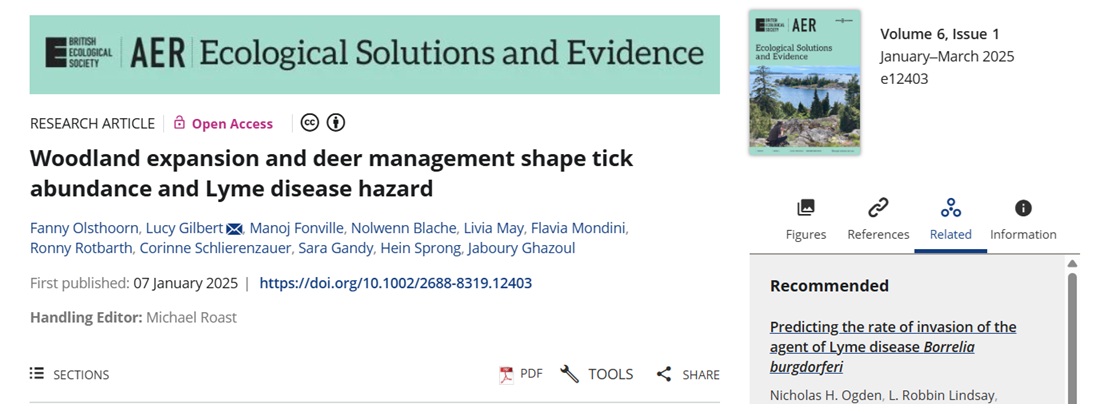 BRITISH
ECOLOGICAL
SOCIETY
AER
Ecological Solutions and Evidence
RESEARCH ARTICLE
Open Access
cc
Woodland expansion and deer management shape tick
abundance and Lyme disease hazard
Fanny Olsthoorn, Lucy Gilbert, Manoj Fonville, Nolwenn Blache, Livia May, Flavia Mondini,
Ronny Rotbarth, Corinne Schlierenzauer, Sara Gandy, Hein Sprong, Jaboury Ghazoul
First published: 07 January 2025 | https://doi.org/10.1002/2688-8319.12403
Handling Editor: Michael Roast
SECTIONS
PDF
TOOLS
SHARE
AER
Ecological Solutions
and Evidence
Volume 6, Issue 1
January–March 2025
e12403
Figures
References
Related
Information
Recommended
Predicting the rate of invasion of the
agent of Lyme disease Borrelia
burgdorferi
Nicholas H. Ogden, L. Robbin Lindsay,